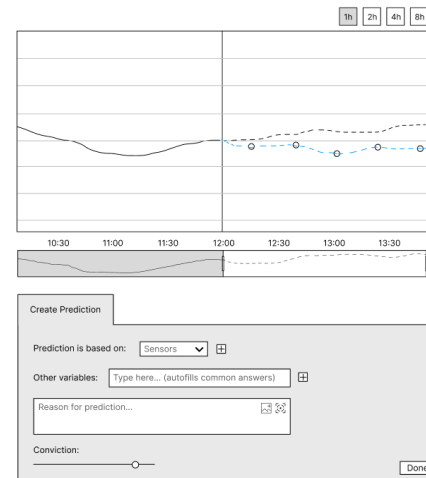 1h 2h 4h 8h
10:30 11:00 11:30 12:00 12:30 13:00 13:30
Create Prediction
Prediction is based on: Sensors
Other variables: Type here... (autofills common answers)
Reason for prediction...
Conviction:
Done